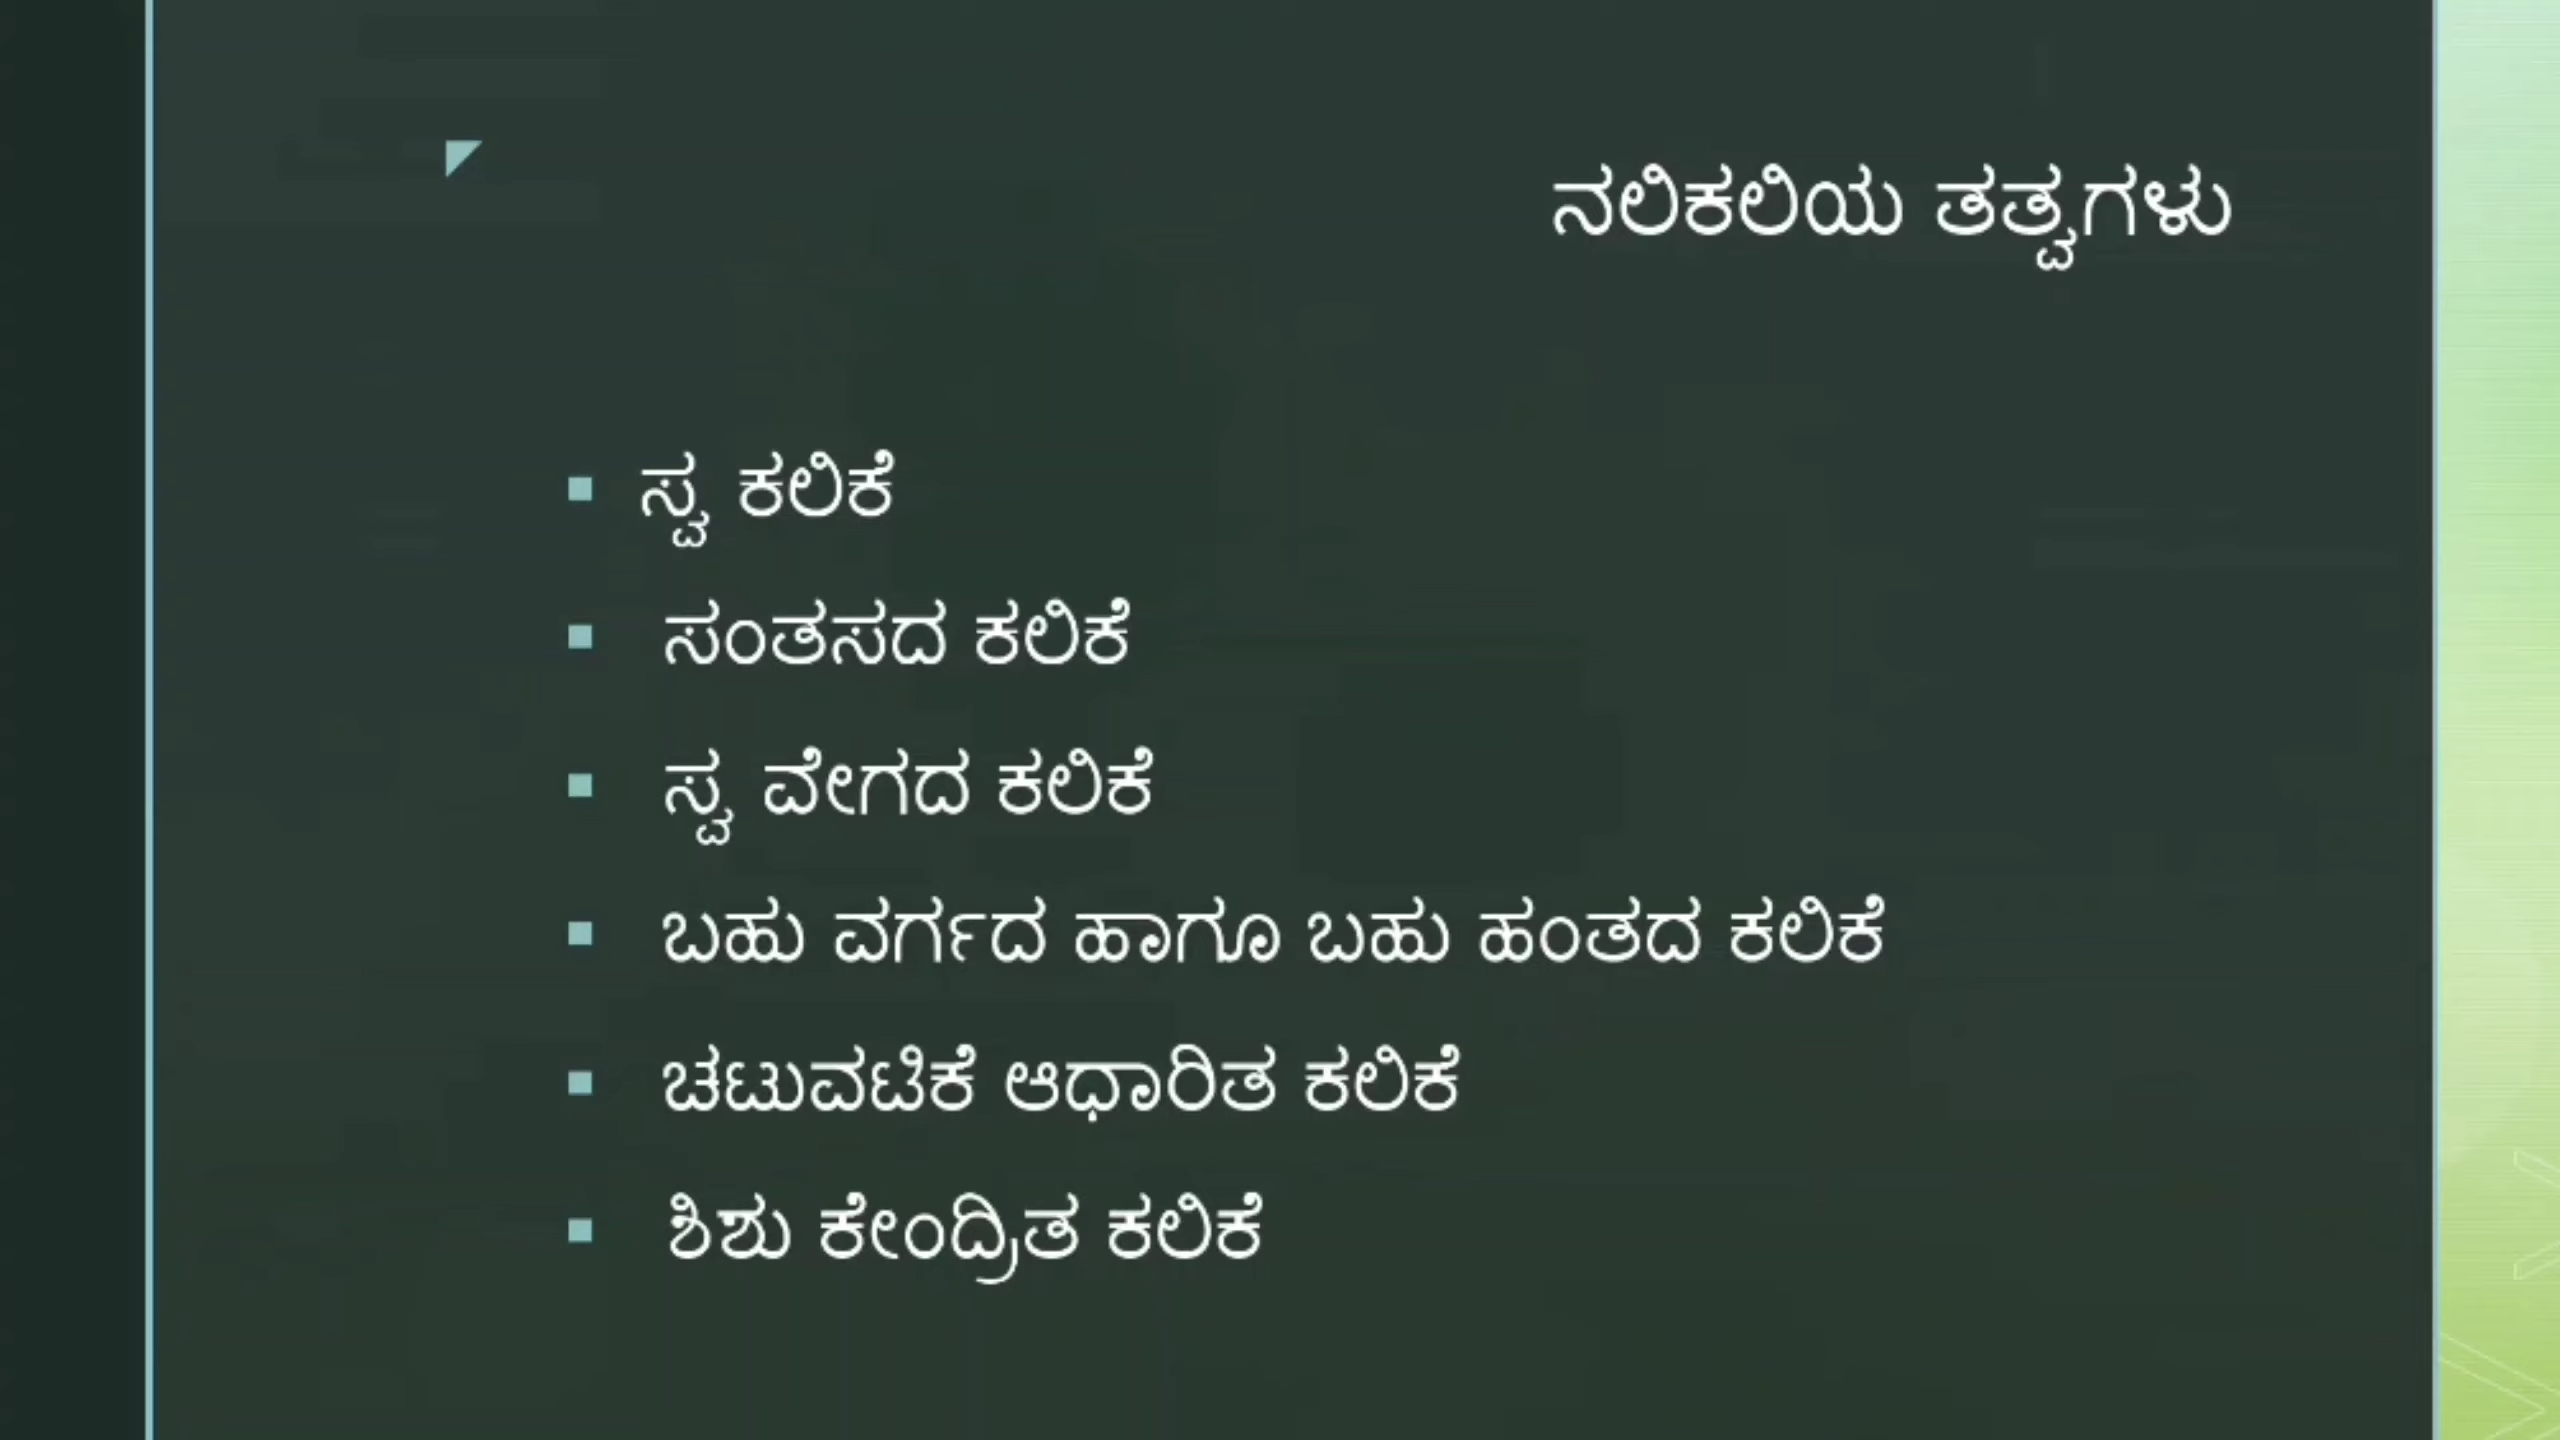 ನಲಿಕಲಿಯ ತತ್ವಗಳು
ಸ್ವ ಕಲಿಕೆ
ಸಂತಸದ ಕಲಿಕೆ
ಸ್ವ ವೇಗದ ಕಲಿಕೆ
ಬಹು ವರ್ಗದ ಹಾಗೂ ಬಹು ಹಂತದ ಕಲಿಕೆ
ಚಟುವಟಿಕೆ ಆಧಾರಿತ ಕಲಿಕೆ
ಶಿಶು ಕೇಂದ್ರಿತ ಕಲಿಕೆ